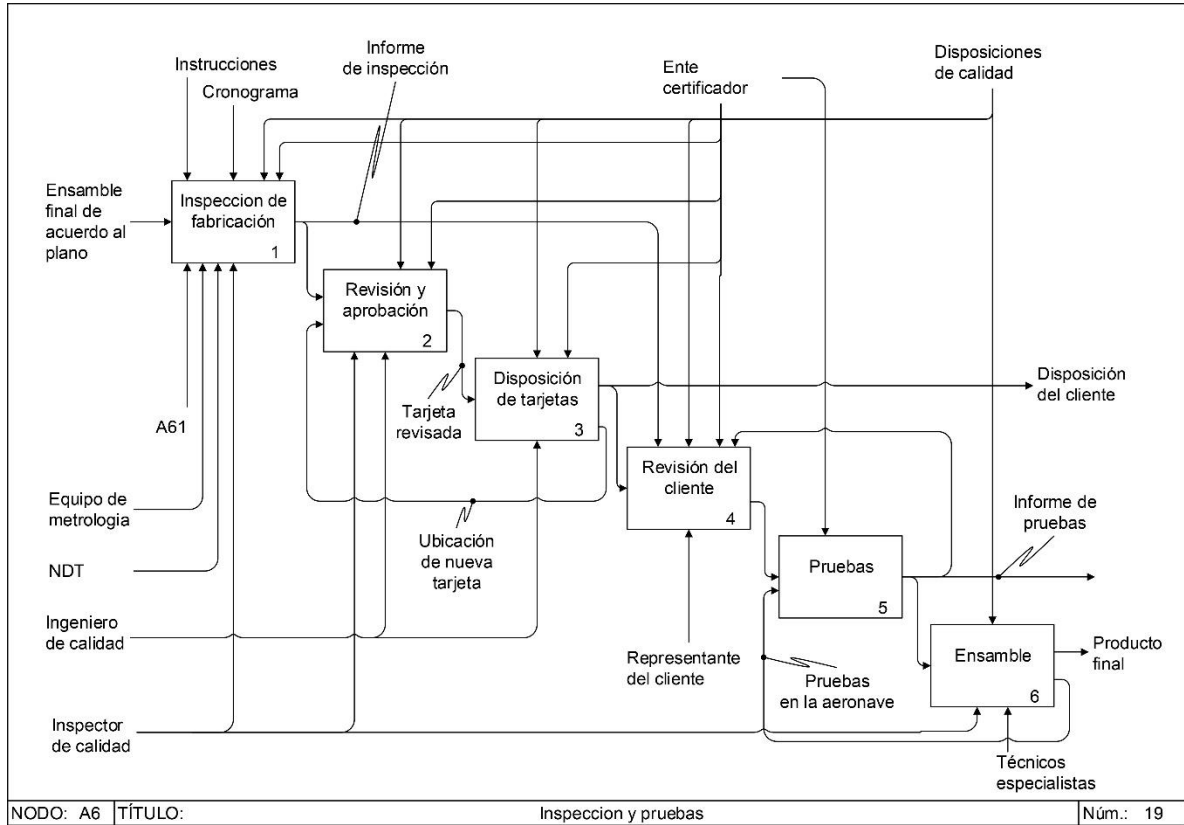 Instrucciones
Cronograma
Informe
de inspección
Ente
certificador
Disposiciones
de calidad
Ensamble
final de
acuerdo al
plano
Inspeccion de
fabricación
1
Revisión y
aprobación
2
Disposición
de tarjetas
3
Disposición
del cliente
A61
Tarjeta
revisada
Revisión del
cliente
4
Equipo de
metrologia
Ubicación
de nueva
tarjeta
Informe de
pruebas
NDT
Pruebas
5
Ingeniero
de calidad
Representante
del cliente
Pruebas
en la aeronave
Ensamble
6
Producto
final
Inspector
de calidad
Técnicos
especialistas
NODO: A6 TÍTULO: Inspeccion y pruebas Núm.: 19